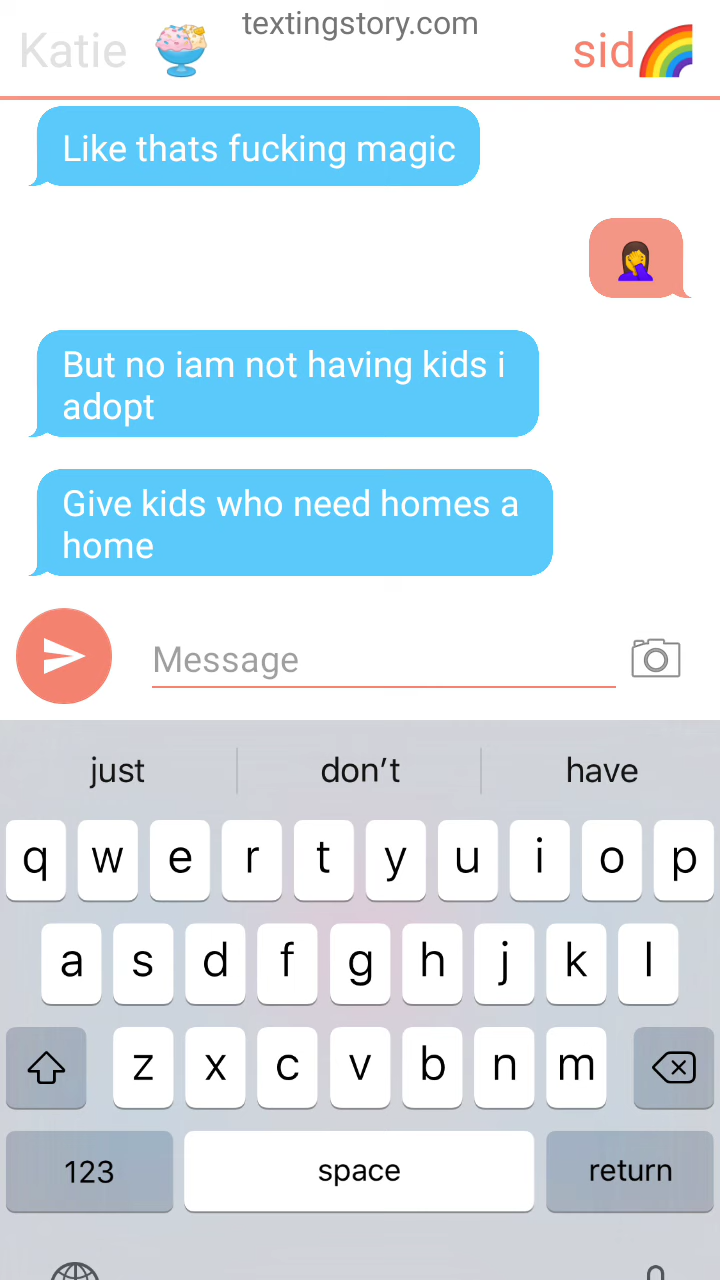 textingstory.com
Katie 🍨 sid🌈
Like thats fucking magic
🤦‍♀️
But no iam not having kids i
adopt
Give kids who need homes a
home
Message
just don't have
q w e r t y u i o p
a s d f g h j k l
z x c v b n m
123 space return